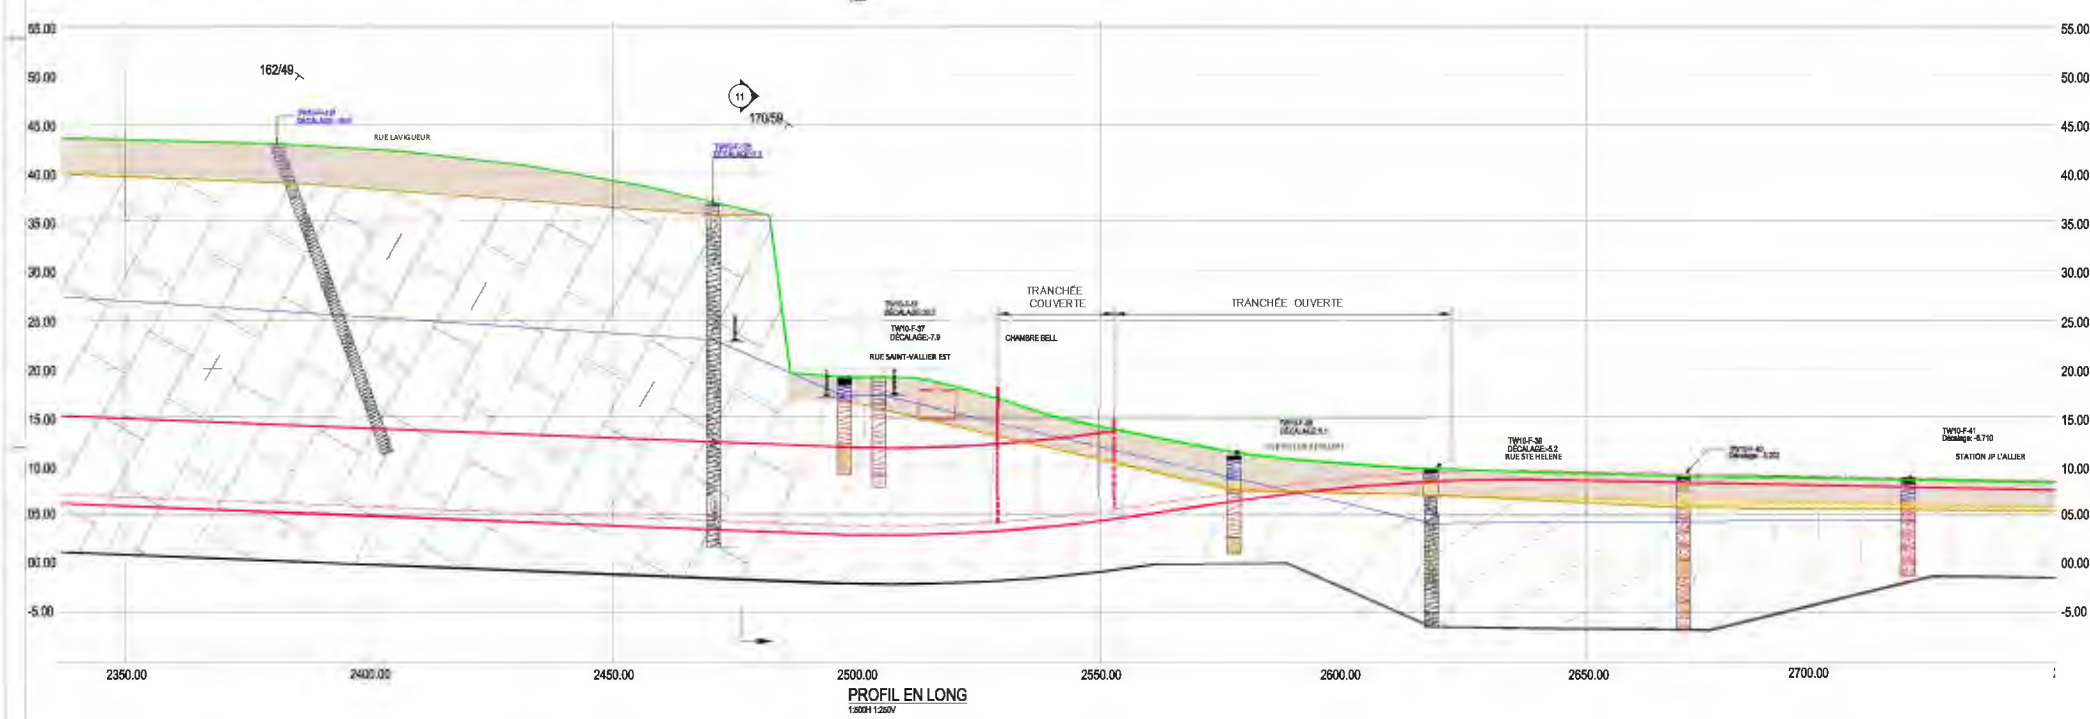 55.00
55.00
50.00
50.00
162/49
11
170/59
45.00
45.00
RUE LAVIGUEUR
40.00
40.00
35.00
35.00
30.00
30.00
TRANCHÉE
COUVERTE
TRANCHÉE OUVERTE
25.00
25.00
TW10-F-37
DÉCALAGE:-7.9
RUE SAINT-VALLIER EST
CHAMBRE BELL
20.00
20.00
15.00
15.00
TW10-F-38
DÉCALAGE:-5.2
RUE STE HELENE
TW10-F-41
Décalage: -6.710
STATION JP L'ALLIER
10.00
10.00
05.00
05.00
00.00
00.00
-5.00
-5.00
2350.00
2400.00
2450.00
2500.00
2550.00
2600.00
2650.00
2700.00
PROFIL EN LONG
1:500H 1:250V